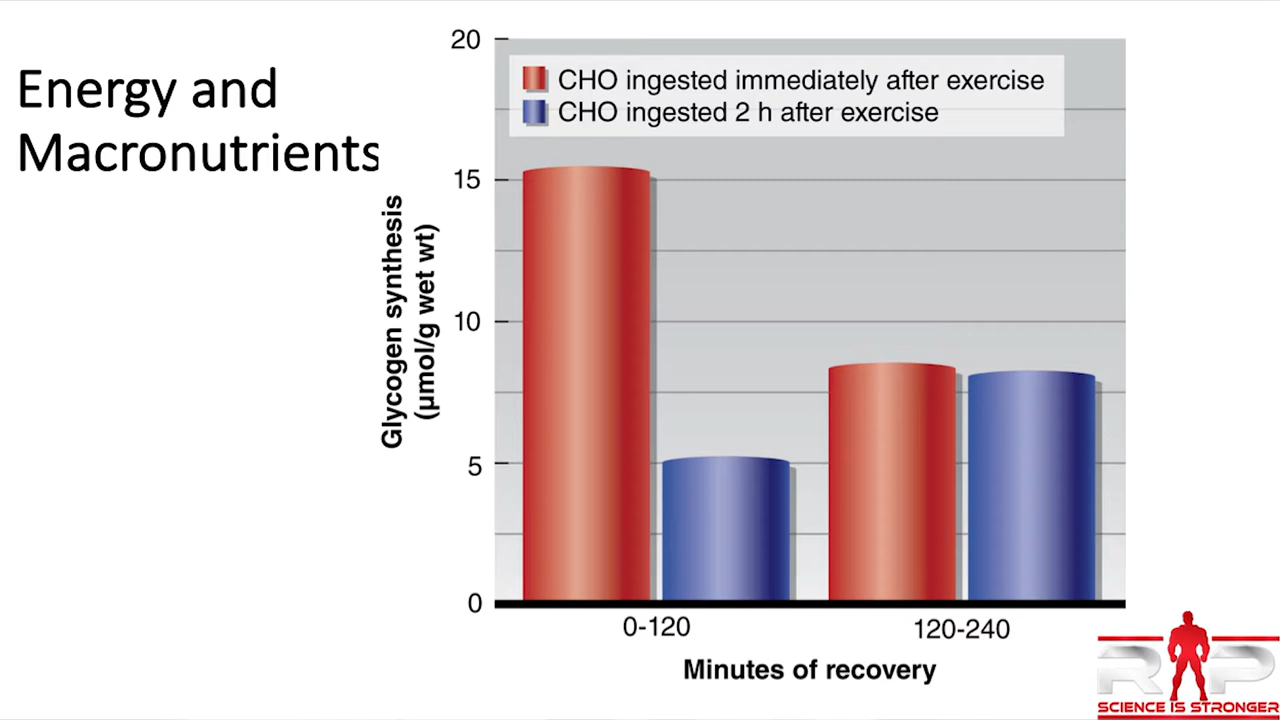 Energy and
Macronutrients
20
15
10
5
0
Glycogen synthesis
(µmol/g wet wt)
CHO ingested immediately after exercise
CHO ingested 2 h after exercise
0-120
120-240
Minutes of recovery
RP
SCIENCE IS STRONGER